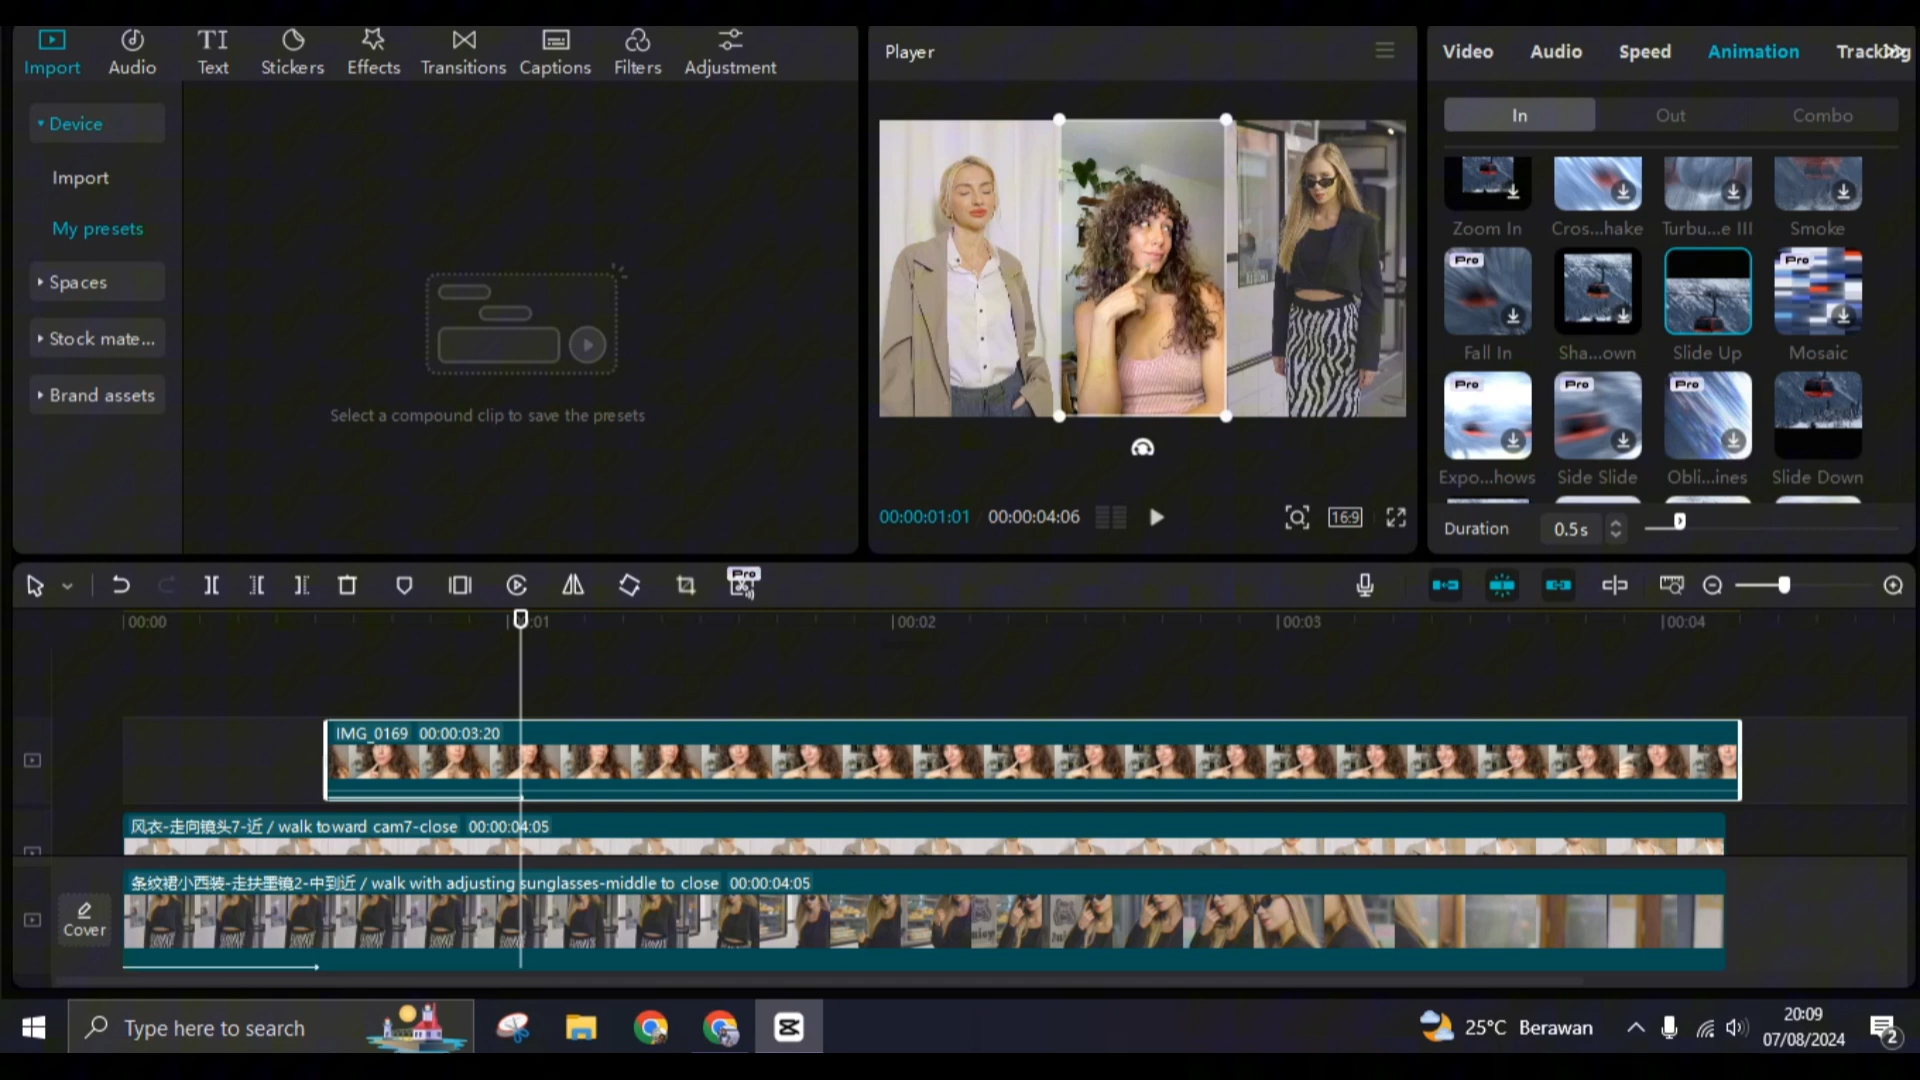 Import
Audio
Text
Stickers
Effects
Transitions
Captions
Filters
Adjustment
Device
Import
My presets
Spaces
Stock mate...
Brand assets
Select a compound clip to save the presets
Player
00:00:01:01
00:00:04:06
16:9
Video
Audio
Speed
Animation
Tracking
In
Out
Combo
Zoom In
Cros...hake
Turbu...e III
Smoke
Pro
Pro
Fall In
Sha...own
Slide Up
Mosaic
Pro
Pro
Pro
Expo...hows
Side Slide
Obli...ines
Slide Down
Duration
0.5s
Pro
00:00
:01
00:02
00:03
00:04
IMG_0169 00:00:03:20
风衣-走向镜头7-近 / walk toward cam7-close 00:00:04:05
条纹裙小西装-走扶墨镜2-中到近 / walk with adjusting sunglasses-middle to close 00:00:04:05
Cover
Type here to search
25°C Berawan
20:09
07/08/2024
2